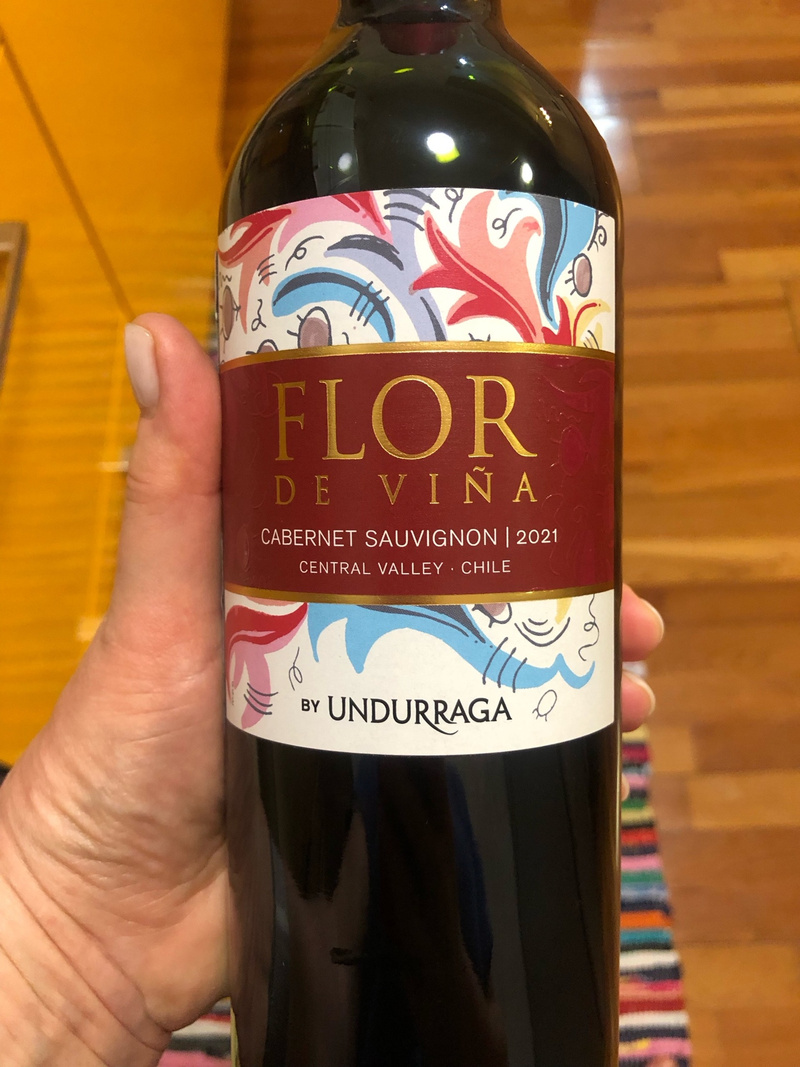 FLOR
DE VIÑA
CABERNET SAUVIGNON | 2021
CENTRAL VALLEY · CHILE
BY UNDURRAGA